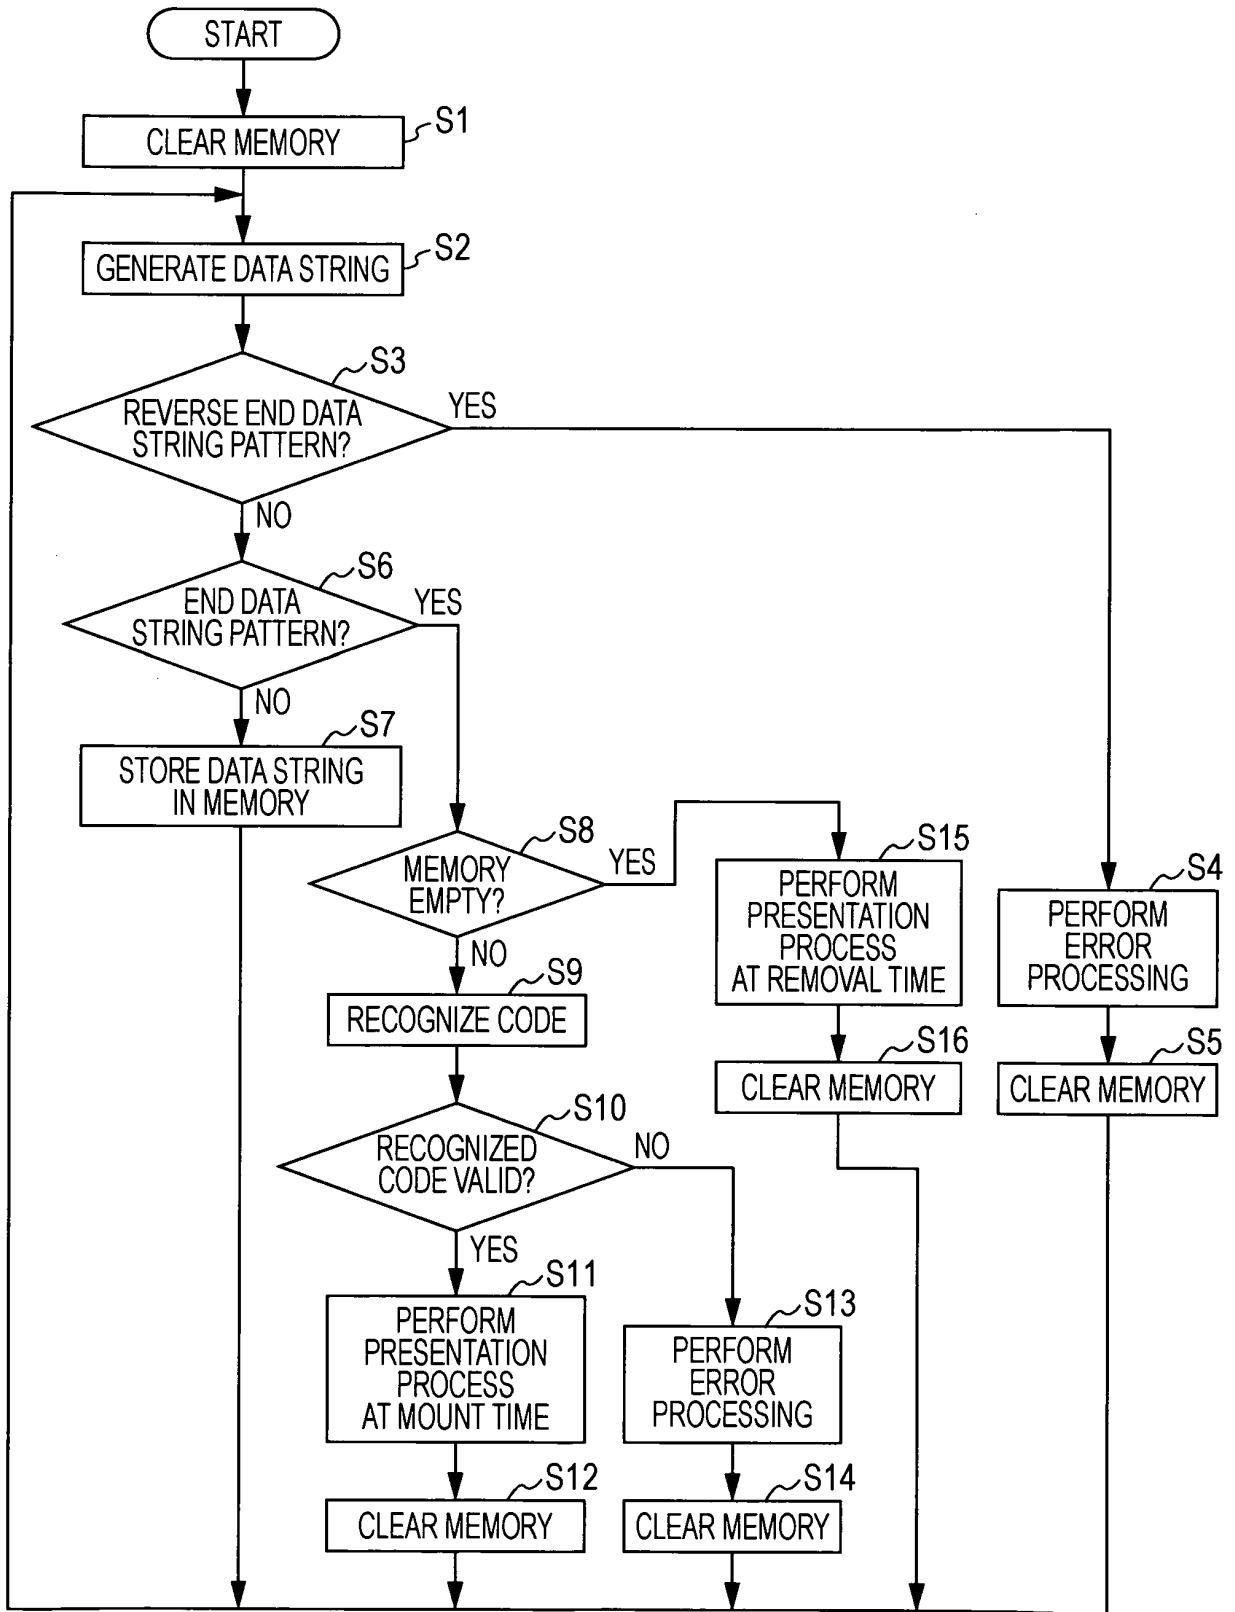 START
S1
CLEAR MEMORY
S2
GENERATE DATA STRING
S3
REVERSE END DATA
STRING PATTERN?
YES
NO
S6
END DATA
STRING PATTERN?
YES
NO
S7
STORE DATA STRING
IN MEMORY
S8
MEMORY
EMPTY?
YES
NO
S15
PERFORM
PRESENTATION
PROCESS
AT REMOVAL TIME
S4
PERFORM
ERROR
PROCESSING
S9
RECOGNIZE CODE
S16
CLEAR MEMORY
S5
CLEAR MEMORY
S10
RECOGNIZED
CODE VALID?
NO
YES
S11
PERFORM
PRESENTATION
PROCESS
AT MOUNT TIME
S13
PERFORM
ERROR
PROCESSING
S12
CLEAR MEMORY
S14
CLEAR MEMORY